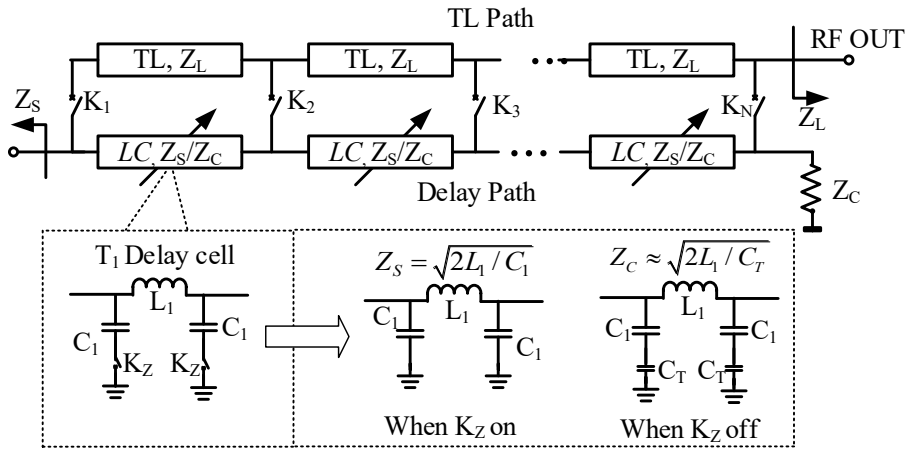 TL Path
TL, Z_L TL, Z_L ... TL, Z_L RF OUT
Z_S K_1 K_2 K_3 K_N Z_L
LC, Z_S/Z_C LC, Z_S/Z_C ... LC, Z_S/Z_C
Delay Path Z_C
T_1 Delay cell
Z_S = √(2L_1 / C_1) Z_C ≈ √(2L_1 / C_T)
L_1 L_1 L_1
C_1 C_1 C_1 C_1 C_1 C_1
K_Z K_Z C_T C_T
When K_Z on When K_Z off